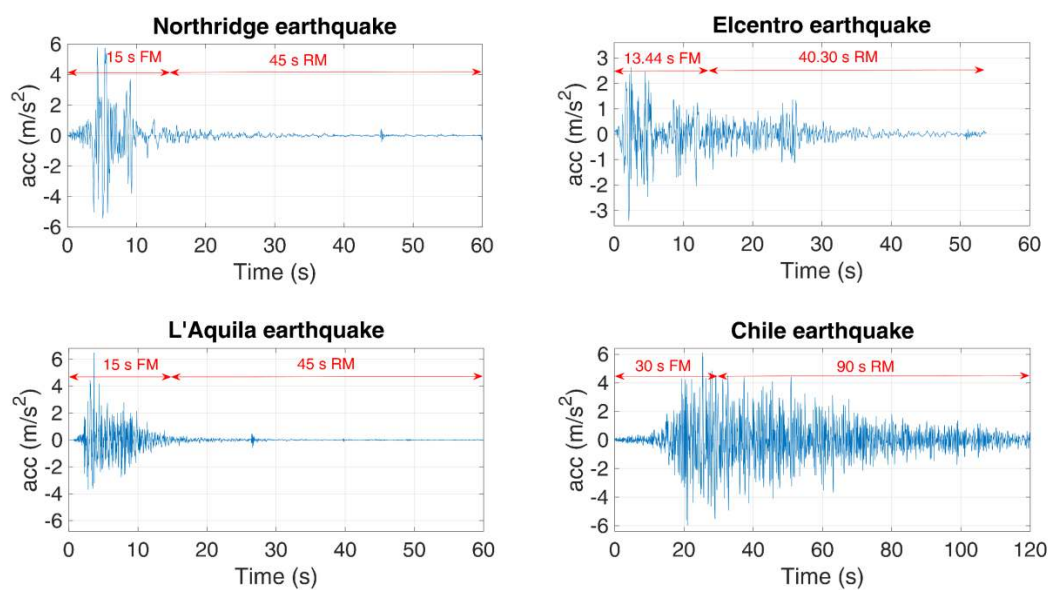 Northridge earthquake
15 s FM
45 s RM
6
4
2
0
-2
-4
-6
acc (m/s²)
0
10
20
30
40
50
60
Time (s)
Elcentro earthquake
13.44 s FM
40.30 s RM
3
2
1
0
-1
-2
-3
acc (m/s²)
0
10
20
30
40
50
60
Time (s)
L'Aquila earthquake
15 s FM
45 s RM
6
4
2
0
-2
-4
-6
acc (m/s²)
0
10
20
30
40
50
60
Time (s)
Chile earthquake
30 s FM
90 s RM
6
4
2
0
-2
-4
-6
acc (m/s²)
0
20
40
60
80
100
120
Time (s)